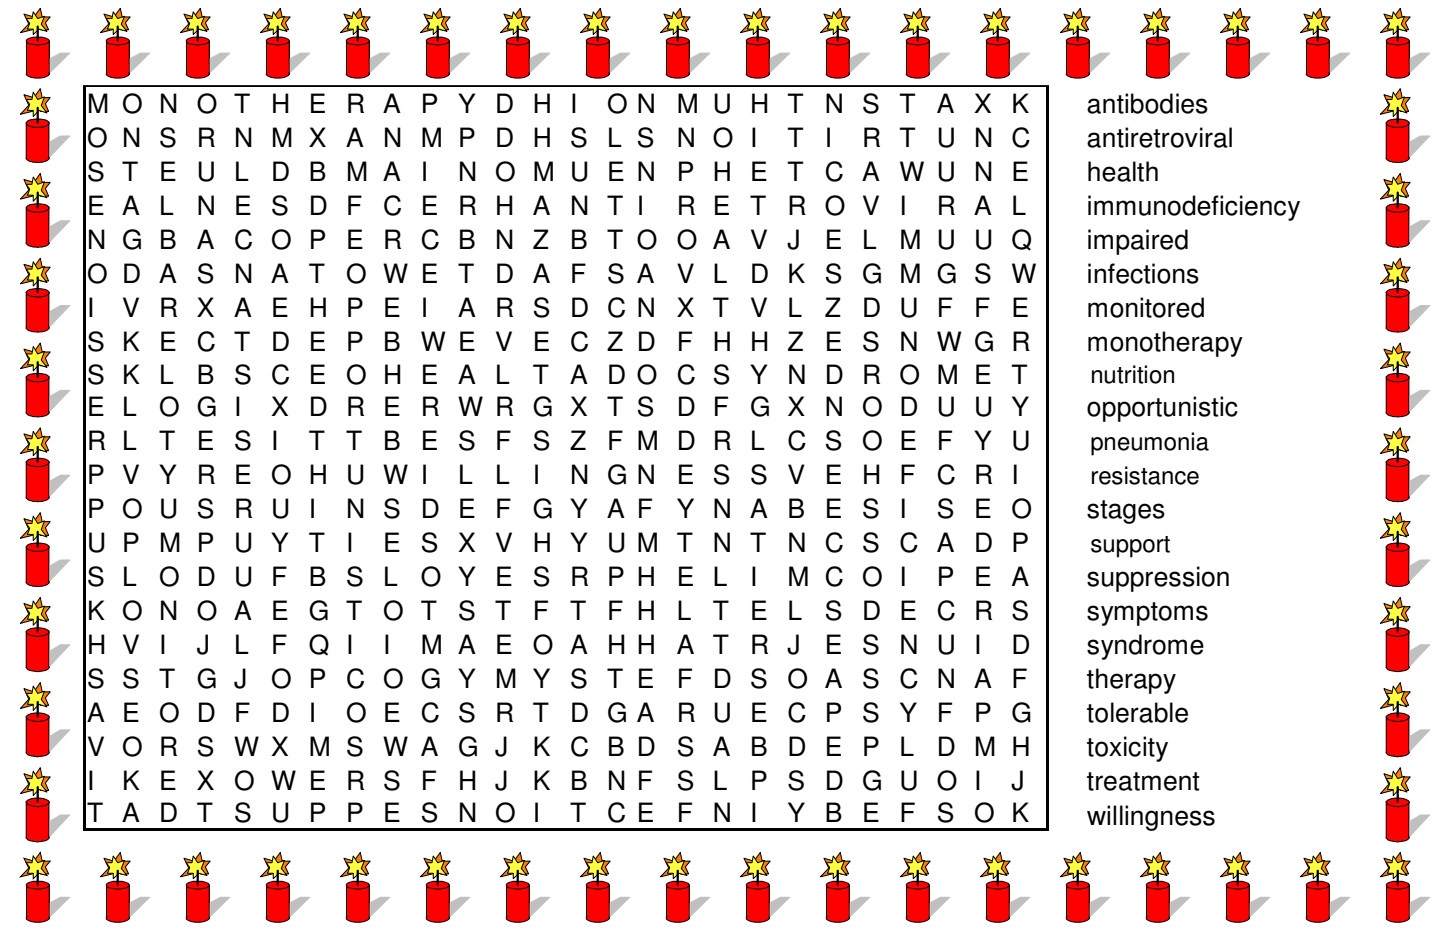 M O N O T H E R A P Y D H I O N M U H T N S T A X K
O N S R N M X A N M P D H S L S N O I T I R T U N C
S T E U L D B M A I N O M U E N P H E T C A W U N E
E A L N E S D F C E R H A N T I R E T R O V I R A L
N G B A C O P E R C B N Z B T O O A V J E L M U U Q
O D A S N A T O W E T D A F S A V L D K S G M G S W
I V R X A E H P E I A R S D C N X T V L Z D U F F E
S K E C T D E P B W E V E C Z D F H H Z E S N W G R
S K L B S C E O H E A L T A D O C S Y N D R O M E T
E L O G I X D R E R W R G X T S D F G X N O D U U Y
R L T E S I T T B E S F S Z F M D R L C S O E F Y U
P V Y R E O H U W I L L I N G N E S S V E H F C R I
P O U S R U I N S D E F G Y A F Y N A B E S I S E O
U P M P U Y T I E S X V H Y U M T N T N C S C A D P
S L O D U F B S L O Y E S R P H E L I M C O I P E A
K O N O A E G T O T S T F T F H L T E L S D E C R S
H V I J L F Q I I M A E O A H H A T R J E S N U I D
S S T G J O P C O G Y M Y S T E F D S O A S C N A F
A E O D F D I O E C S R T D G A R U E C P S Y F P G
V O R S W X M S W A G J K C B D S A B D E P L D M H
I K E X O W E R S F H J K B N F S L P S D G U O I J
T A D T S U P P E S N O I T C E F N I Y B E F S O K
antibodies
antiretroviral
health
immunodeficiency
impaired
infections
monitored
monotherapy
nutrition
opportunistic
pneumonia
resistance
stages
support
suppression
symptoms
syndrome
therapy
tolerable
toxicity
treatment
willingness